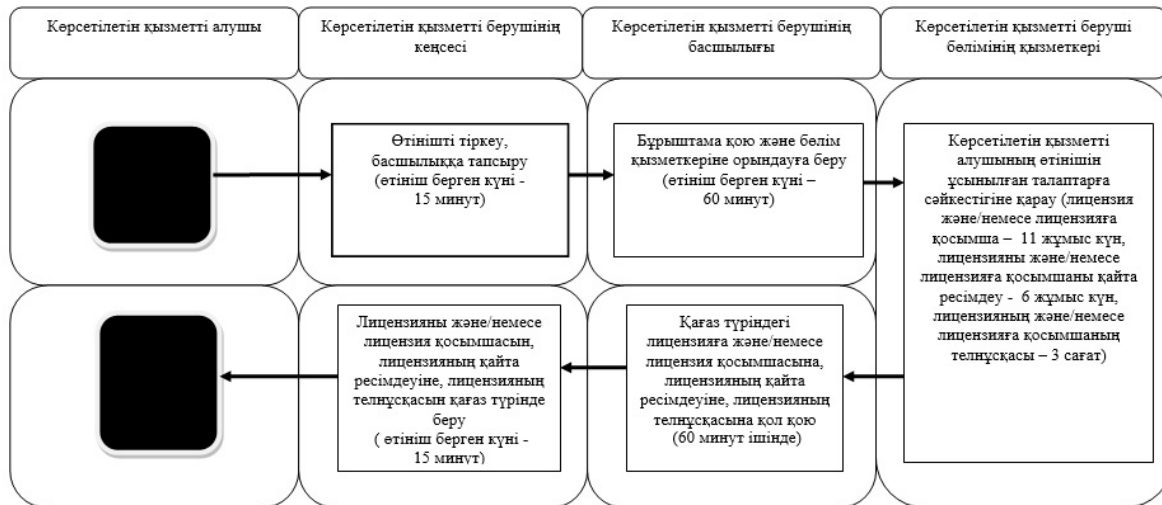 Көрсетілетін қызметті алушы
Көрсетілетін қызметті берушінің
кеңсесі
Көрсетілетін қызметті берушінің
басшылығы
Көрсетілетін қызметті беруші
бөлімінің қызметкері
Өтінішті тіркеу,
басшылыққа тапсыру
(өтініш берген күні -
15 минут)
Бұрыштама қою және бөлім
қызметкеріне орындауға беру
(өтініш берген күні –
60 минут)
Көрсетілетін қызметті
алушының өтінішін
ұсынылған талаптарға
сәйкестігіне қарау (лицензия
және/немесе лицензияға
қосымша – 11 жұмыс күн,
лицензияны және/немесе
лицензияға қосымшаны қайта
ресімдеу - 6 жұмыс күн,
лицензияның және/немесе
лицензияға қосымшаның
телнұсқасы – 3 сағат)
Лицензияны және/немесе
лицензия қосымшасын,
лицензияның қайта
ресімдеуіне, лицензияның
телнұсқасын қағаз түрінде
беру
( өтініш берген күні -
15 минут)
Қағаз түріндегі
лицензияға және/немесе
лицензия қосымшасына,
лицензияның қайта
ресімдеуіне, лицензияның
телнұсқасына қол қою
(60 минут ішінде)